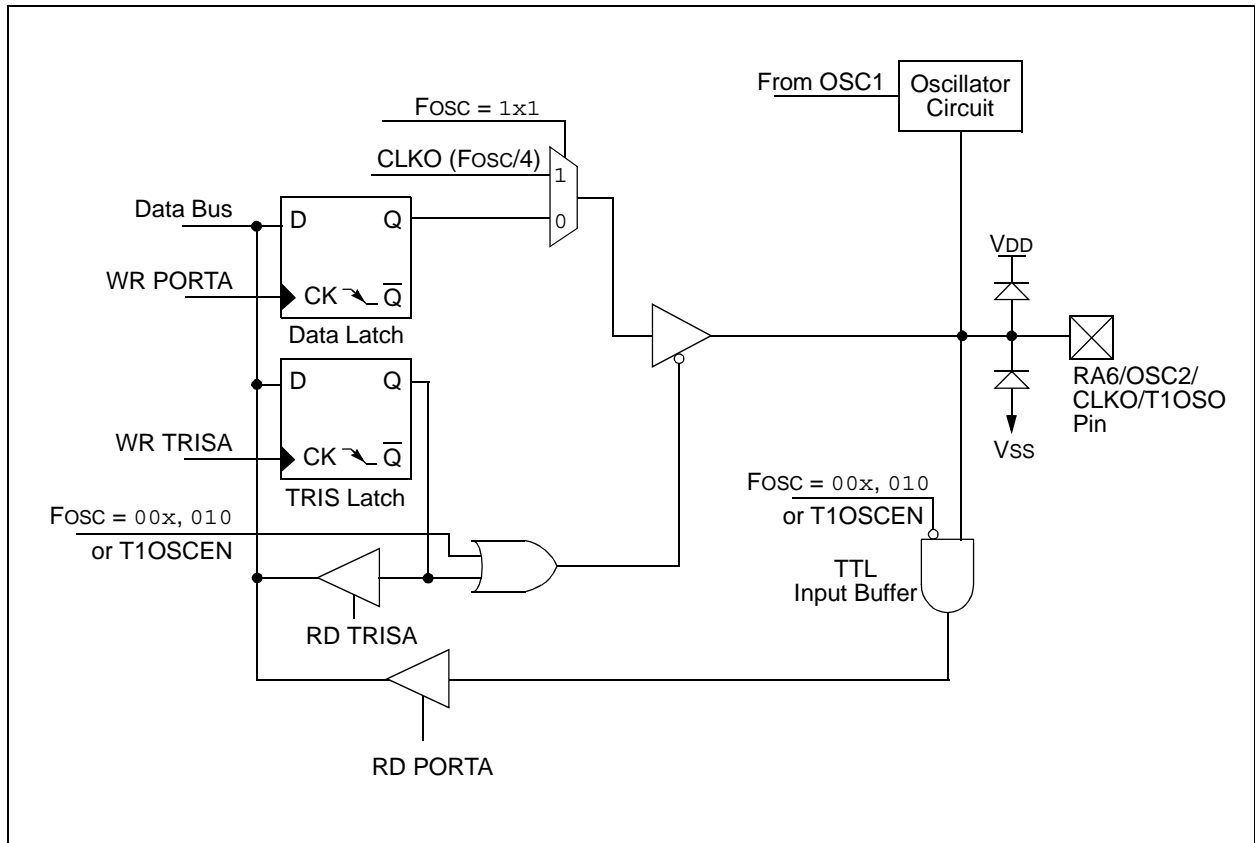 From OSC1
Oscillator
Circuit
FOSC = 1x1
CLKO (FOSC/4)
1
0
Data Bus
D
Q
WR PORTA
CK
Q̅
Data Latch
VDD
D
Q
WR TRISA
CK
Q̅
TRIS Latch
RA6/OSC2/
CLKO/T1OSO
Pin
VSS
FOSC = 00x, 010
or T1OSCEN
FOSC = 00x, 010
or T1OSCEN
TTL
Input Buffer
RD TRISA
RD PORTA